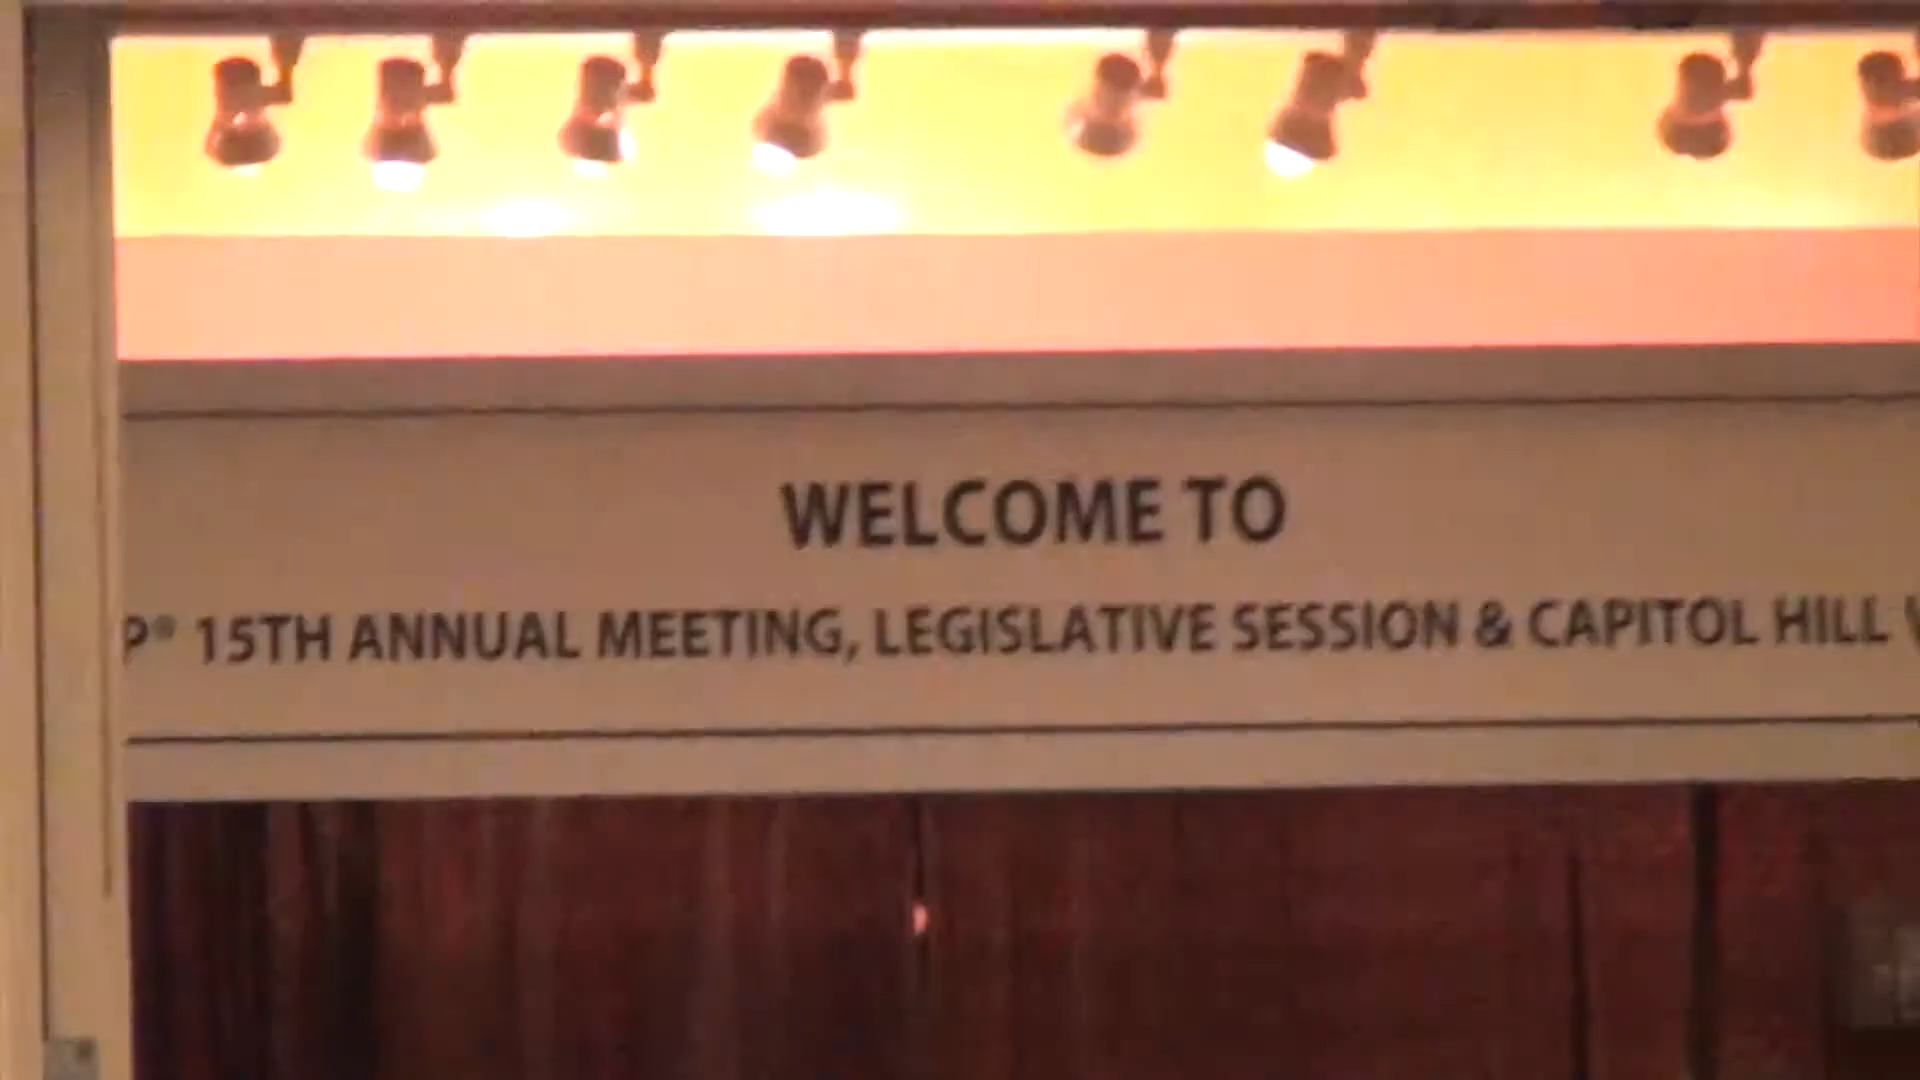 WELCOME TO
P® 15TH ANNUAL MEETING, LEGISLATIVE SESSION & CAPITOL HILL